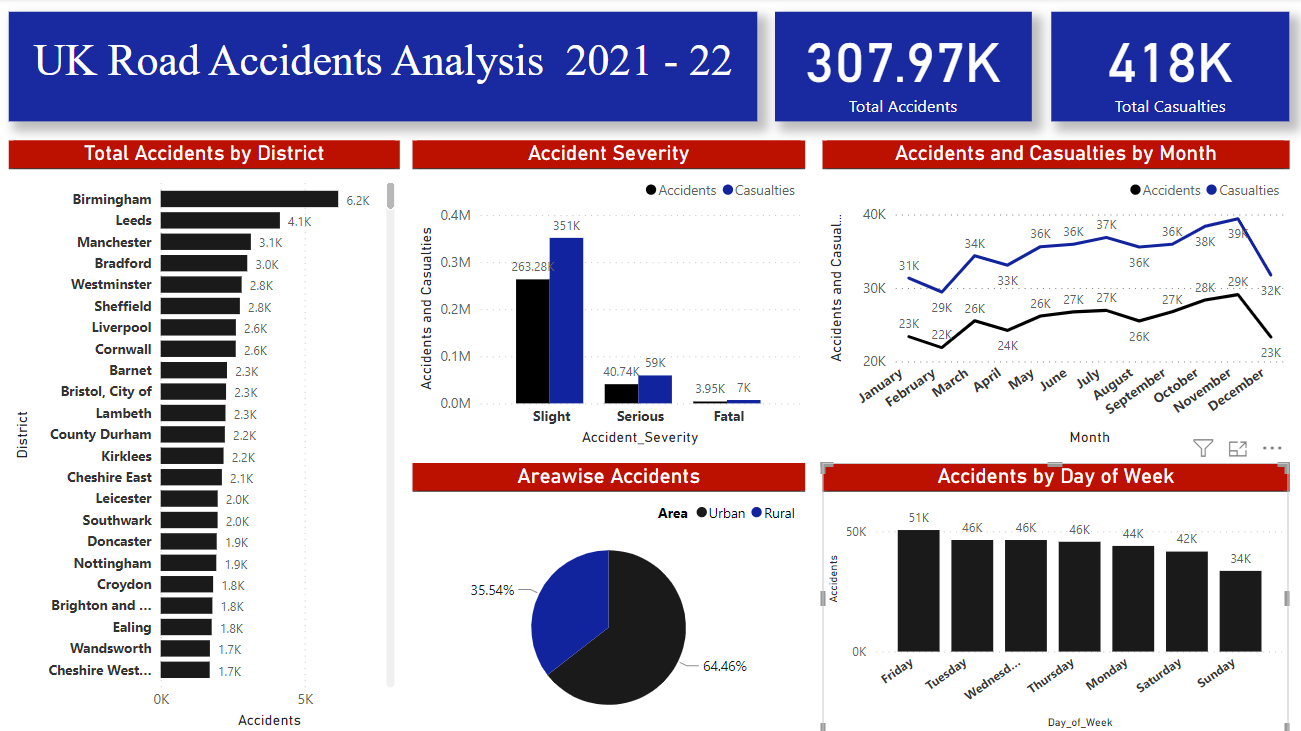 UK Road Accidents Analysis 2021 - 22
307.97K
Total Accidents
418K
Total Casualties
Total Accidents by District
District
Birmingham 6.2K
Leeds 4.1K
Manchester 3.1K
Bradford 3.0K
Westminster 2.8K
Sheffield 2.8K
Liverpool 2.6K
Cornwall 2.6K
Barnet 2.3K
Bristol, City of 2.3K
Lambeth 2.3K
County Durham 2.2K
Kirklees 2.2K
Cheshire East 2.1K
Leicester 2.0K
Southwark 2.0K
Doncaster 1.9K
Nottingham 1.9K
Croydon 1.8K
Brighton and ... 1.8K
Ealing 1.8K
Wandsworth 1.7K
Cheshire West... 1.7K
0K 5K
Accidents
Accident Severity
Accidents Casualties
Accidents and Casualties
0.4M
0.3M
0.2M
0.1M
0.0M
263.28K 351K
40.74K 59K
3.95K 7K
Slight Serious Fatal
Accident_Severity
Accidents and Casualties by Month
Accidents Casualties
Accidents and Casual...
40K
30K
20K
31K 29K 34K 33K 36K 36K 37K 36K 36K 38K 39K 32K
23K 22K 26K 24K 26K 27K 27K 26K 27K 28K 29K 23K
January February March April May June July August September October November December
Month
Areawise Accidents
Area Urban Rural
35.54%
64.46%
Accidents by Day of Week
Accidents
50K
0K
51K 46K 46K 46K 44K 42K 34K
Friday Tuesday Wednesd... Thursday Monday Saturday Sunday
Day_of_Week